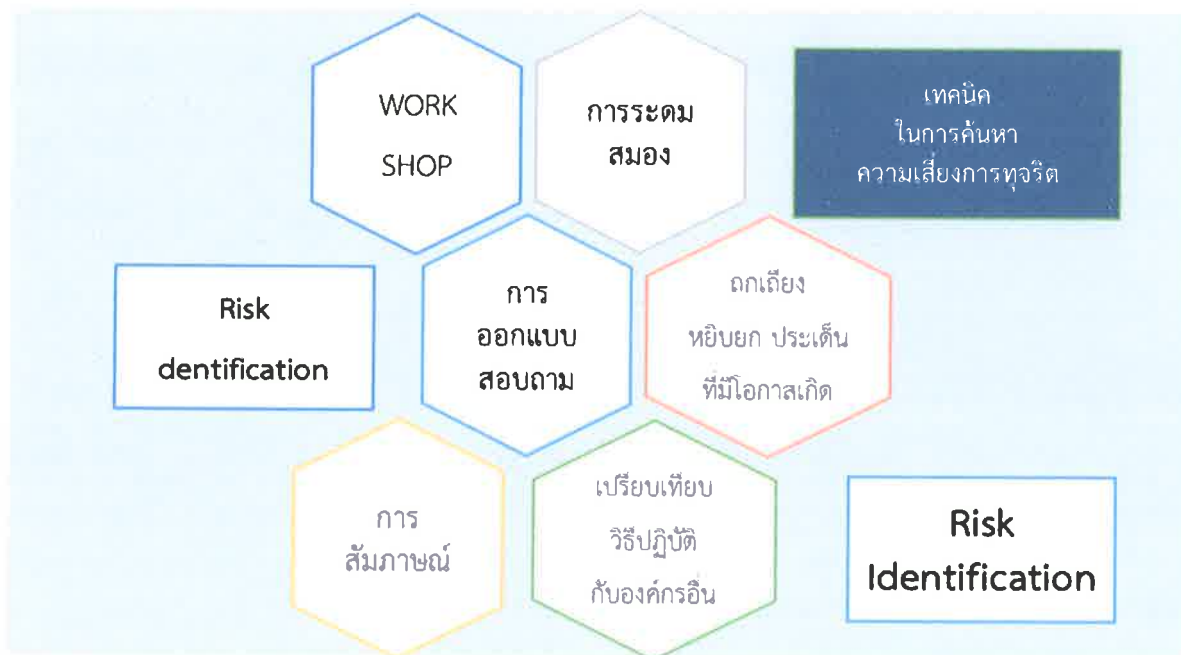 WORK
SHOP
การระดม
สมอง
เทคนิค
ในการค้นหา
ความเสี่ยงการทุจริต
Risk
dentification
การ
ออกแบบ
สอบถาม
ถกเถียง
หยิบยก ประเด็น
ที่มีโอกาสเกิด
การ
สัมภาษณ์
เปรียบเทียบ
วิธีปฏิบัติ
กับองค์กรอื่น
Risk
Identification